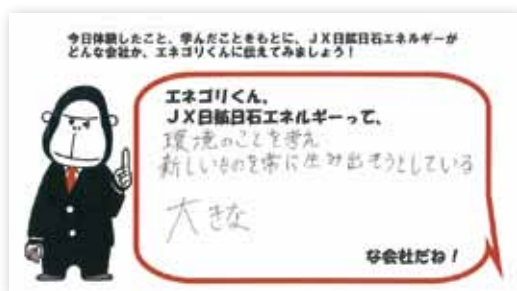 今日体験したこと、学んだことをもとに、JX日鉱日石エネルギーが
どんな会社か、エネゴリくんに伝えてみましょう！
エネゴリくん、
JX日鉱日石エネルギーって、
環境のことを考え
新しいものを常に生み出そうとしている
大きな
な会社だね！